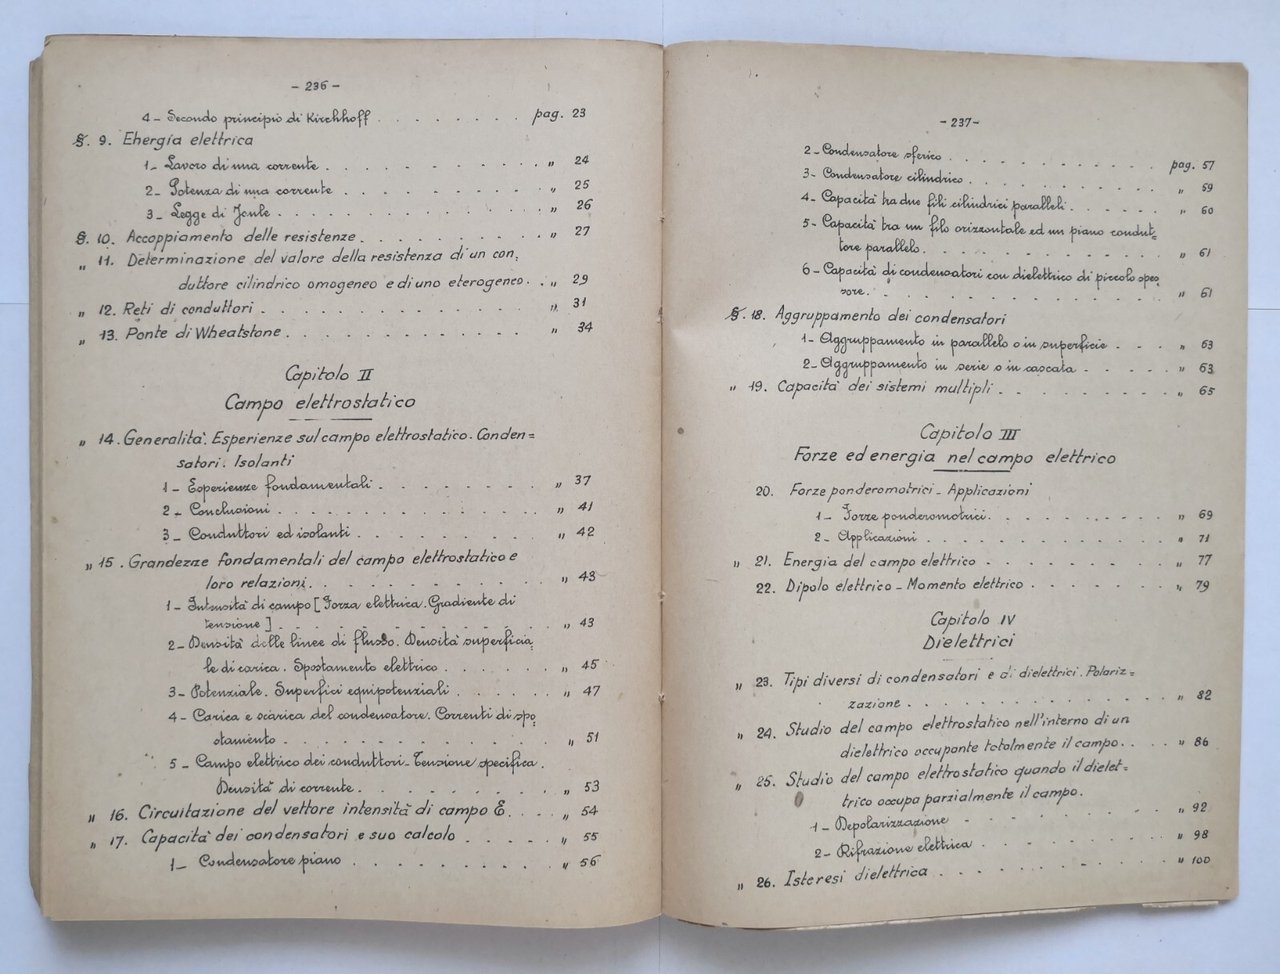 - 236 -
4 - Secondo principio di Kirchhoff . . . . . . . pag. 23
§. 9. Energia elettrica
1 - Lavoro di una corrente . . . . . . . . . „ 24
2 - Potenza di una corrente . . . . . . . . „ 25
3 - Legge di Joule . . . . . . . . . . . „ 26
§. 10. Accoppiamento delle resistenze . . . . . . . . „ 27
„ 11. Determinazione del valore della resistenza di un con,
duttore cilindrico omogeneo e di uno eterogeneo . . „ 29
„ 12. Reti di conduttori . . . . . . . . . . . . „ 31
„ 13. Ponte di Wheatstone . . . . . . . . . . . „ 34
Capitolo II
Campo elettrostatico
„ 14. Generalità. Esperienze sul campo elettrostatico. Conden=
satori. Isolanti
1 - Esperienze fondamentali . . . . . . . „ 37
2 - Conclusioni . . . . . . . . . . . „ 41
3 - Conduttori ed isolanti . . . . . . . . „ 42
„ 15. Grandezze fondamentali del campo elettrostatico e
loro relazioni . . . . . . . . . . . „ 43
1 - Intensità di campo [Forza elettrica. Gradiente di
tensione] . . . . . . . . . . . „ 43
2 - Densità delle linee di flusso. Densità superficia,
le di carica. Spostamento elettrico . . . . . „ 45
3 - Potenziale. Superfici equipotenziali . . . . . „ 47
4 - Carica e scarica del condensatore. Correnti di spo,
stamento . . . . . . . . . . . . „ 51
5 - Campo elettrico dei conduttori. Tensione specifica.
Densità di corrente . . . . . . . . . „ 53
„ 16. Circuitazione del vettore intensità di campo E . . . „ 54
„ 17. Capacità dei condensatori e suo calcolo . . . . . „ 55
1 - Condensatore piano . . . . . . . . . „ 56
- 237 -
2 - Condensatore sferico . . . . . . . . . . pag. 57
3 - Condensatore cilindrico . . . . . . . . . „ 59
4 - Capacità tra due fili cilindrici paralleli . . . . . „ 60
5 - Capacità tra un filo orizzontale ed un piano condut=
tore parallelo . . . . . . . . . . . „ 61
6 - Capacità di condensatori con dielettrico di piccolo spes
sore . . . . . . . . . . . . . . „ 61
§. 18. Aggruppamento dei condensatori
1 - Aggruppamento in parallelo o in superficie . . . „ 63
2 - Aggruppamento in serie o in cascata . . . . . „ 63
„ 19. Capacità dei sistemi multipli . . . . . . . . . „ 65
Capitolo III
Forze ed energia nel campo elettrico
20. Forze ponderomotrici - Applicazioni
1 - Forze ponderomotrici . . . . . . . . . „ 69
2 - Applicazioni . . . . . . . . . . . „ 71
„ 21. Energia del campo elettrico . . . . . . . . . „ 77
22. Dipolo elettrico - Momento elettrico . . . . . . . „ 79
Capitolo IV
Dielettrici
„ 23. Tipi diversi di condensatori e di dielettrici. Polariz=
zazione . . . . . . . . . . . . . „ 82
„ 24. Studio del campo elettrostatico nell'interno di un
dielettrico occupante totalmente il campo . . . . „ 86
„ 25. Studio del campo elettrostatico quando il dielet=
trico occupa parzialmente il campo.
1 - Depolarizzazione . . . . . . . . . . „ 92
2 - Rifrazione elettrica . . . . . . . . . „ 98
„ 26. Isteresi dielettrica . . . . . . . . . . . „ 100